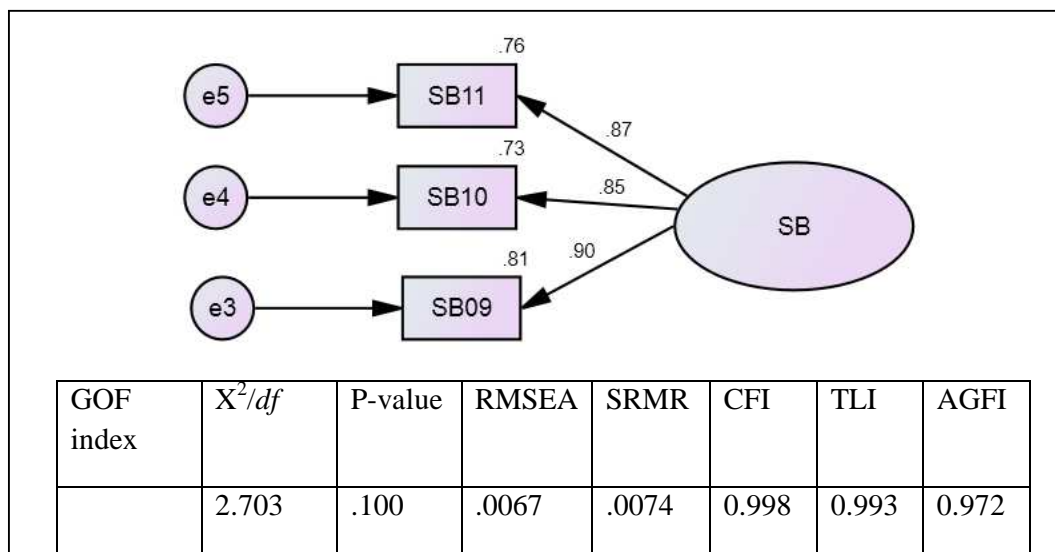 .76
e5
SB11
.87
.73
e4
SB10
.85
SB
.81
.90
e3
SB09
GOF index X²/df P-value RMSEA SRMR CFI TLI AGFI
2.703 .100 .0067 .0074 0.998 0.993 0.972